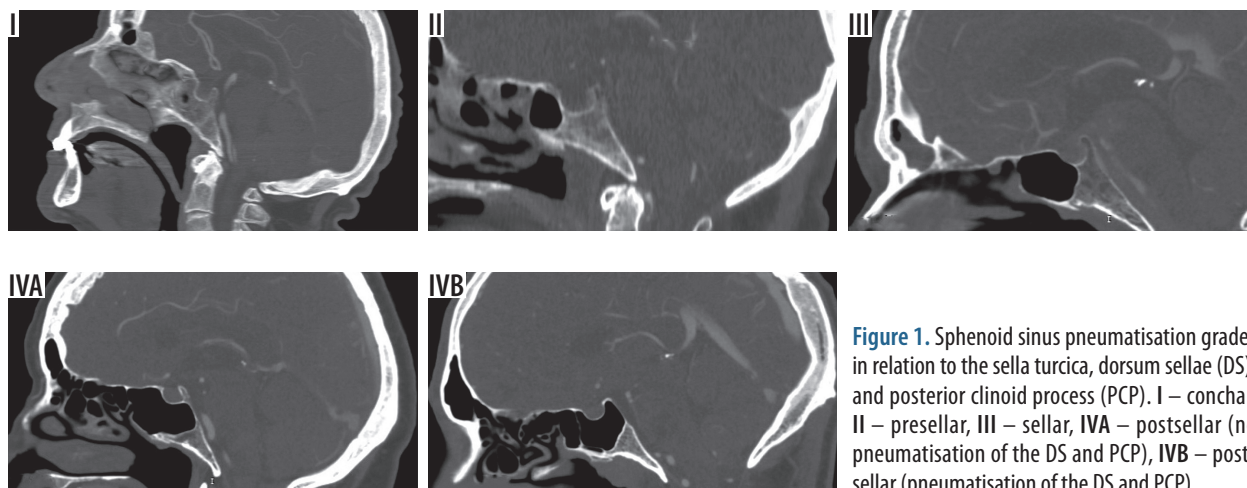 I
II
III
IVA
IVB
Figure 1. Sphenoid sinus pneumatisation grade
in relation to the sella turcica, dorsum sellae (DS)
and posterior clinoid process (PCP). I – concha
II – presellar, III – sellar, IVA – postsellar (n
pneumatisation of the DS and PCP), IVB – post
sellar (pneumatisation of the DS and PCP)